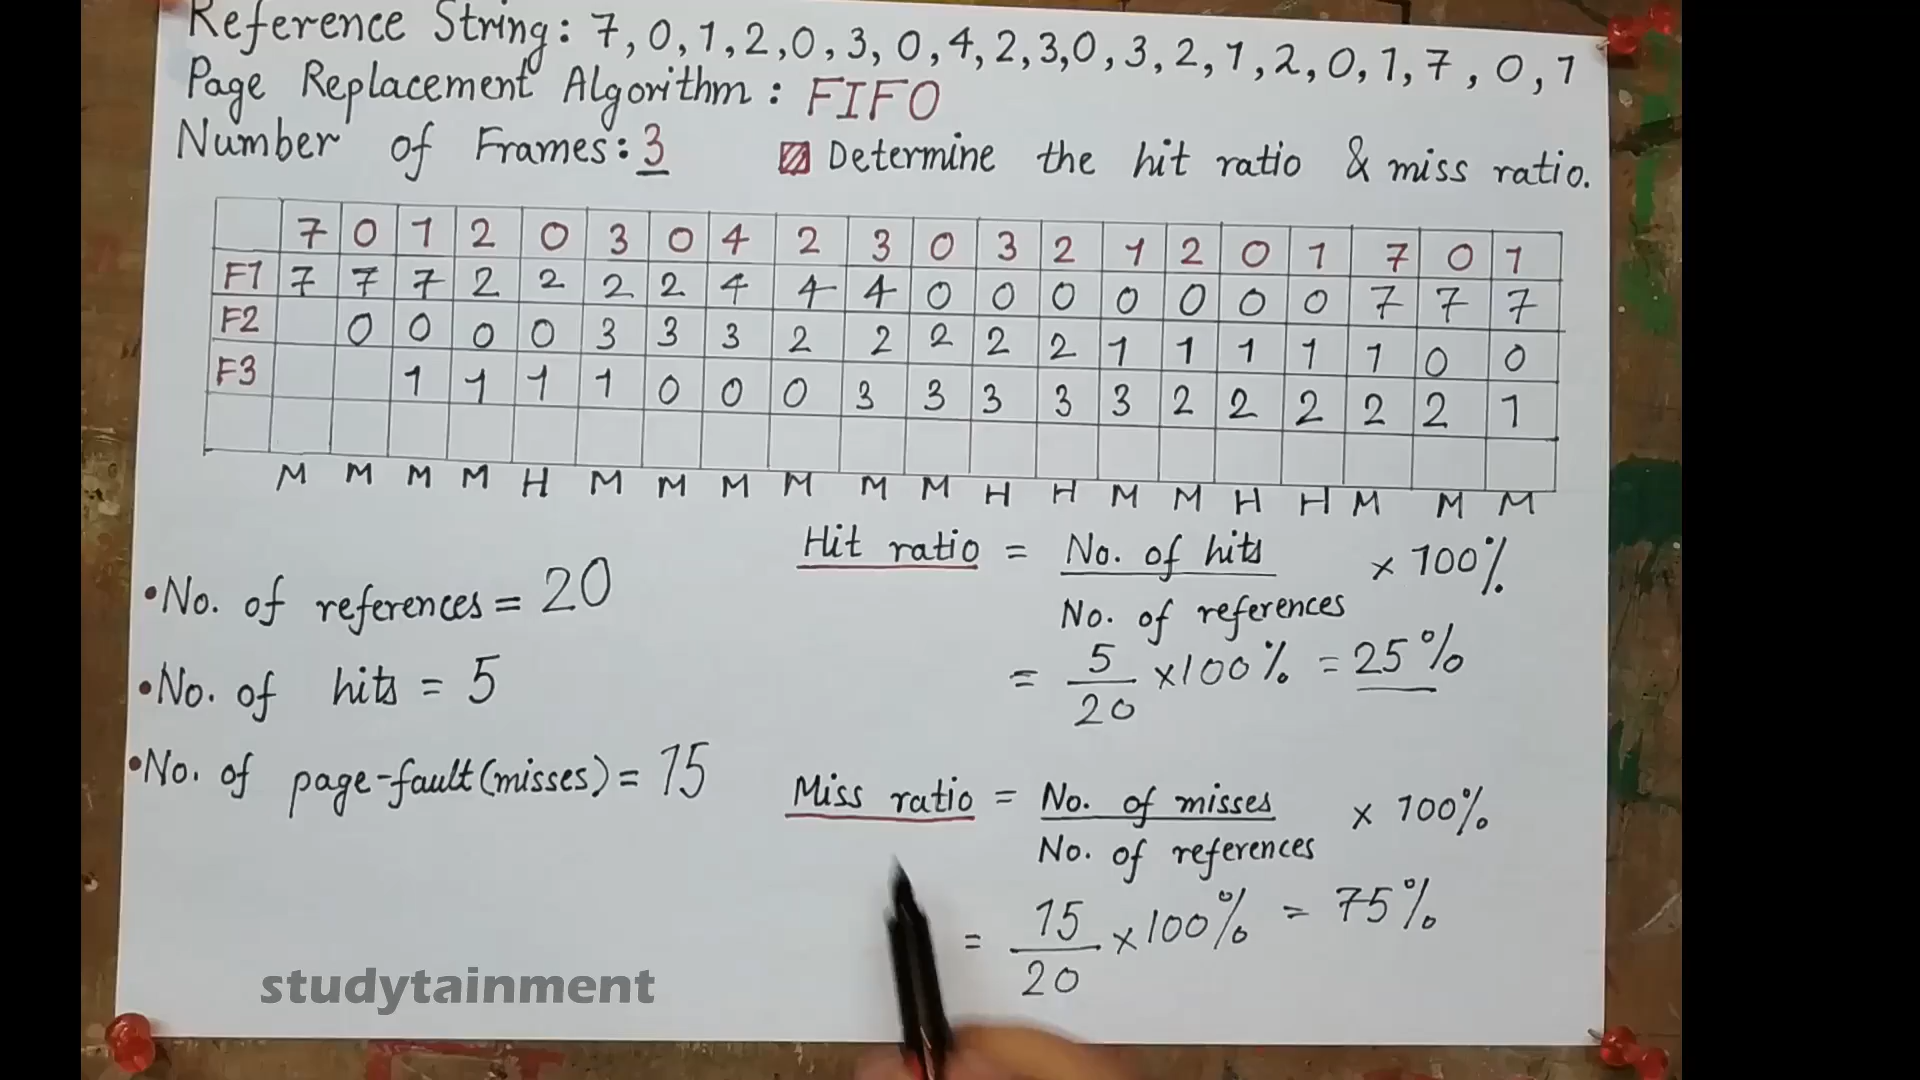 Reference String: 7, 0, 1, 2, 0, 3, 0, 4, 2, 3, 0, 3, 2, 1, 2, 0, 1, 7, 0, 1
Page Replacement Algorithm: FIFO
Number of Frames: 3
Determine the hit ratio & miss ratio.
7 0 1 2 0 3 0 4 2 3 0 3 2 1 2 0 1 7 0 1
F1 7 7 7 2 2 2 2 4 4 4 0 0 0 0 0 0 0 7 7 7
F2 0 0 0 0 3 3 3 2 2 2 2 2 1 1 1 1 1 0 0
F3 1 1 1 1 0 0 0 3 3 3 3 3 2 2 2 2 2 1
M M M M H M M M M M M H H M M H H M M M
•No. of references = 20
•No. of hits = 5
•No. of page-fault(misses) = 15
Hit ratio = No. of hits × 100%
No. of references
= 5 ×100% = 25%
20
Miss ratio = No. of misses × 100%
No. of references
= 15 ×100% = 75%
20
studytainment